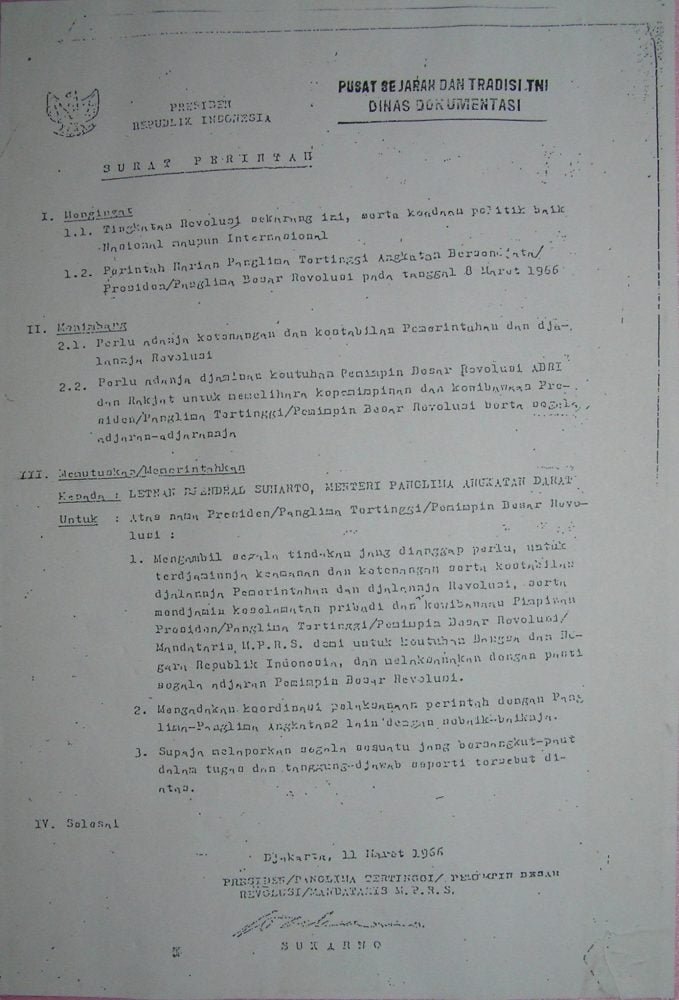 PUSAT SEJARAH DAN TRADISI TNI
DINAS DOKUMENTASI
PRESIDEN
REPUBLIK INDONESIA
SURAT PERINTAH
I. Mengingat
1.1. Tingkatan Revolusi sekarang ini, serta keadaan politik baik
Nasional maupun Internasional
1.2. Perintah Harian Panglima Tertinggi Angkatan Bersendjata/
Presiden/Panglima Besar Revolusi pada tanggal 8 Maret 1966
II. Menimbang
2.1. Perlu adanja ketenangan dan kestabilan Pemerintahan dan dja-
lannja Revolusi
2.2. Perlu adanja djaminan keutuhan Pemimpin Besar Revolusi ABRI
dan Rakjat untuk memelihara kepemimpinan dan kewibawaan Pre-
siden/Panglima Tertinggi/Pemimpin Besar Revolusi serta segala
adjaran-adjarannja
III. Memutuskan/Memerintahkan
Kepada : LETNAN DJENDRAL SUHARTO, MENTERI PANGLIMA ANGKATAN DARAT
Untuk : Atas nama Presiden/Panglima Tertinggi/Pemimpin Besar Revo-
lusi :
1. Mengambil segala tindakan jang dianggap perlu, untuk
terdjaminnja keamanan dan ketenangan serta kestabilan
djalannja Pemerintahan dan djalannja Revolusi, serta
mendjamin keselamatan pribadi dan kewibawaan Pimpinan
Presiden/Panglima Tertinggi/Pemimpin Besar Revolusi/
Mandataris M.P.R.S. demi untuk keutuhan Bangsa dan Ne-
gara Republik Indonesia, dan melaksanakan dengan pasti
segala adjaran Pemimpin Besar Revolusi.
2. Mengadakan koordinasi pelaksanaan perintah dengan Pang
lima-Panglima Angkatan2 lain dengan sebaik-baiknja.
3. Supaja melaporkan segala sesuatu jang bersangkut-paut
dalam tugas dan tanggung-djawab seperti tersebut di-
atas.
IV. Selesai
Djakarta, 11 Maret 1966
PRESIDEN/PANGLIMA TERTINGGI/ PEMIMPIN BESAR
REVOLUSI/MANDATARIS M.P.R.S.
SUKARNO